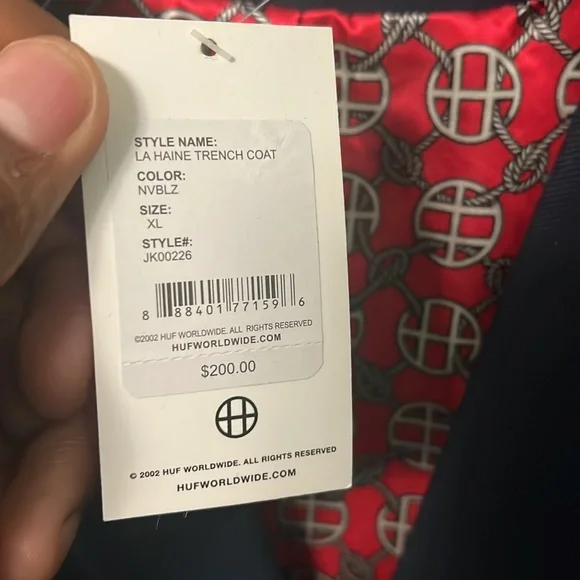 STYLE NAME:
LA HAINE TRENCH COAT
COLOR:
NVBLZ
SIZE:
XL
STYLE#:
JK00226
8 88401 77159 6
©2002 HUF WORLDWIDE. ALL RIGHTS RESERVED
HUFWORLDWIDE.COM
$200.00
H
© 2002 HUF WORLDWIDE. ALL RIGHTS RESERVED
HUFWORLDWIDE.COM